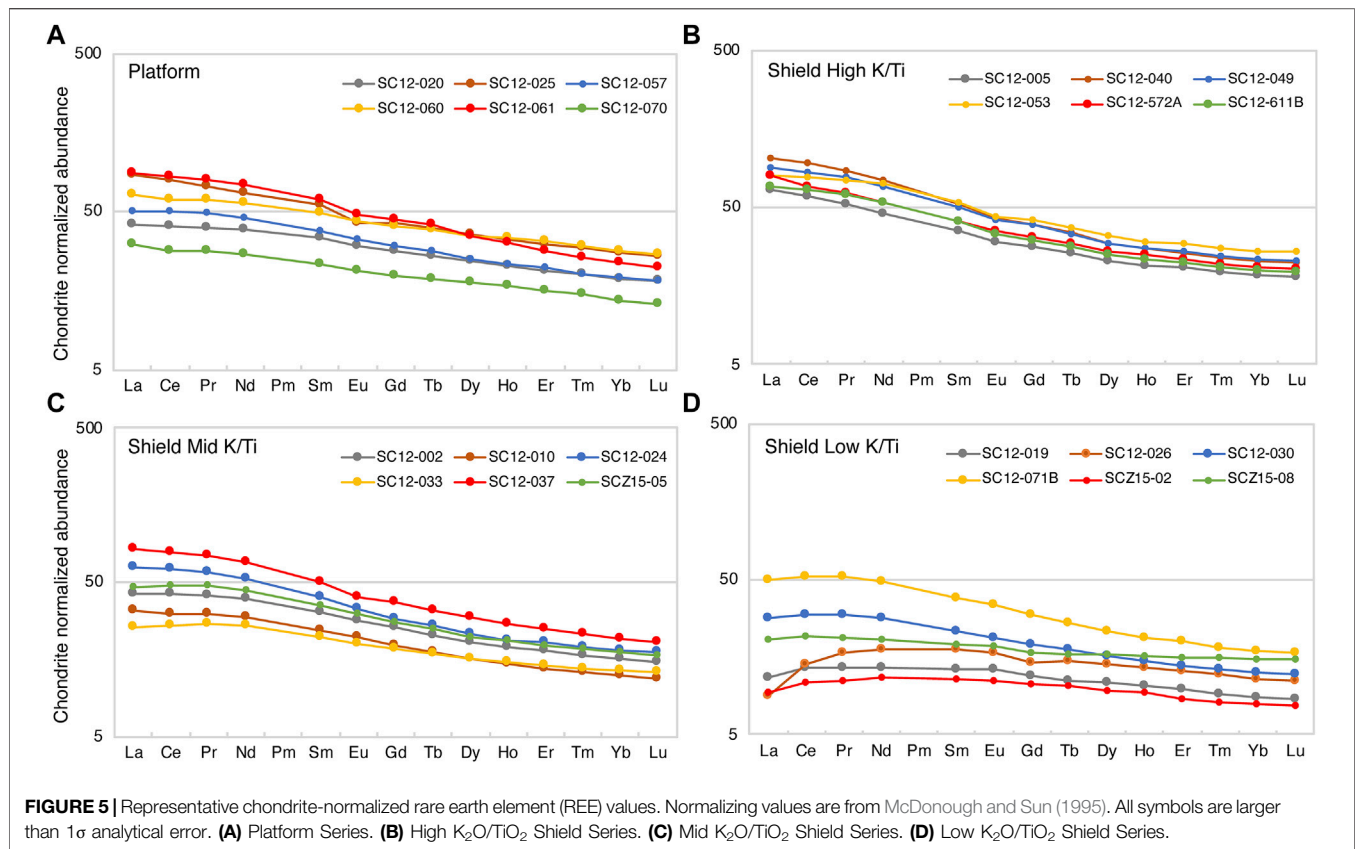 A
500
50
5
Chondrite normalized abundance
Platform
SC12-020 SC12-025 SC12-057
SC12-060 SC12-061 SC12-070
La Ce Pr Nd Pm Sm Eu Gd Tb Dy Ho Er Tm Yb Lu
B
500
50
5
Shield High K/Ti
SC12-005 SC12-040 SC12-049
SC12-053 SC12-572A SC12-611B
La Ce Pr Nd Pm Sm Eu Gd Tb Dy Ho Er Tm Yb Lu
C
500
50
5
Chondrite normalized abundance
Shield Mid K/Ti
SC12-002 SC12-010 SC12-024
SC12-033 SC12-037 SCZ15-05
La Ce Pr Nd Pm Sm Eu Gd Tb Dy Ho Er Tm Yb Lu
D
500
50
5
Shield Low K/Ti
SC12-019 SC12-026 SC12-030
SC12-071B SCZ15-02 SCZ15-08
La Ce Pr Nd Pm Sm Eu Gd Tb Dy Ho Er Tm Yb Lu
FIGURE 5 | Representative chondrite-normalized rare earth element (REE) values. Normalizing values are from McDonough and Sun (1995). All symbols are larger
than 1σ analytical error. (A) Platform Series. (B) High K₂O/TiO₂ Shield Series. (C) Mid K₂O/TiO₂ Shield Series. (D) Low K₂O/TiO₂ Shield Series.